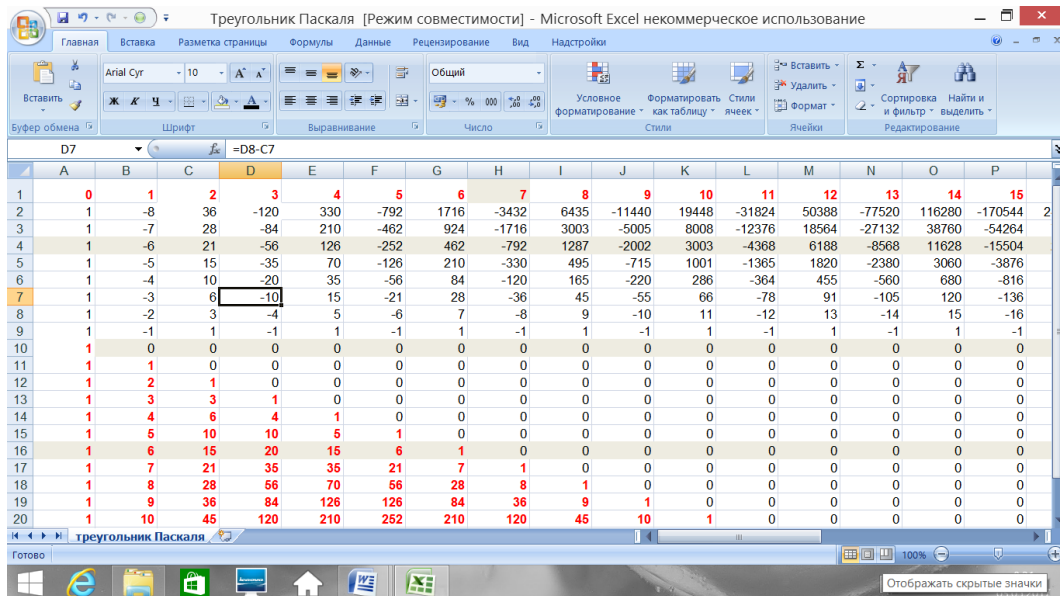 Треугольник Паскаля [Режим совместимости] - Microsoft Excel некоммерческое использование
Главная Вставка Разметка страницы Формулы Данные Рецензирование Вид Надстройки
Вставить
Буфер обмена
Arial Cyr 10
Ж К Ч
Шрифт
Выравнивание
Общий
% 000
Число
Условное форматирование
Форматировать как таблицу
Стили ячеек
Стили
Вставить
Удалить
Формат
Ячейки
Σ
Сортировка и фильтр
Найти и выделить
Редактирование
D7 fx =D8-C7
A B C D E F G H I J K L M N O P
1 0 1 2 3 4 5 6 7 8 9 10 11 12 13 14 15
2 1 -8 36 -120 330 -792 1716 -3432 6435 -11440 19448 -31824 50388 -77520 116280 -170544 2
3 1 -7 28 -84 210 -462 924 -1716 3003 -5005 8008 -12376 18564 -27132 38760 -54264
4 1 -6 21 -56 126 -252 462 -792 1287 -2002 3003 -4368 6188 -8568 11628 -15504
5 1 -5 15 -35 70 -126 210 -330 495 -715 1001 -1365 1820 -2380 3060 -3876
6 1 -4 10 -20 35 -56 84 -120 165 -220 286 -364 455 -560 680 -816
7 1 -3 6 -10 15 -21 28 -36 45 -55 66 -78 91 -105 120 -136
8 1 -2 3 -4 5 -6 7 -8 9 -10 11 -12 13 -14 15 -16
9 1 -1 1 -1 1 -1 1 -1 1 -1 1 -1 1 -1 1 -1
10 1 0 0 0 0 0 0 0 0 0 0 0 0 0 0 0
11 1 1 0 0 0 0 0 0 0 0 0 0 0 0 0 0
12 1 2 1 0 0 0 0 0 0 0 0 0 0 0 0 0
13 1 3 3 1 0 0 0 0 0 0 0 0 0 0 0 0
14 1 4 6 4 1 0 0 0 0 0 0 0 0 0 0 0
15 1 5 10 10 5 1 0 0 0 0 0 0 0 0 0 0
16 1 6 15 20 15 6 1 0 0 0 0 0 0 0 0 0
17 1 7 21 35 35 21 7 1 0 0 0 0 0 0 0 0
18 1 8 28 56 70 56 28 8 1 0 0 0 0 0 0 0
19 1 9 36 84 126 126 84 36 9 1 0 0 0 0 0 0
20 1 10 45 120 210 252 210 120 45 10 1 0 0 0 0 0
треугольник Паскаля
Готово 100%
Отображать скрытые значки